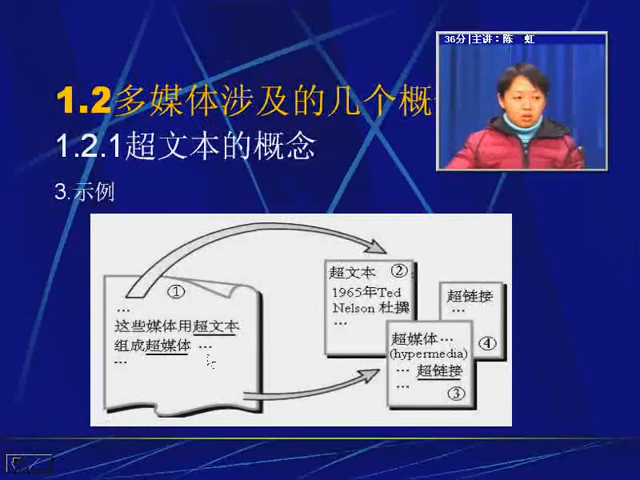 36分|主讲：陈 虹
1.2多媒体涉及的几个概
1.2.1超文本的概念
3.示例
①
…
这些媒体用超文本
组成超媒体 …
…
超文本 ②
1965年Ted
Nelson 杜撰
…
超链接
…
④
超媒体…
(hypermedia)
… 超链接
…
③